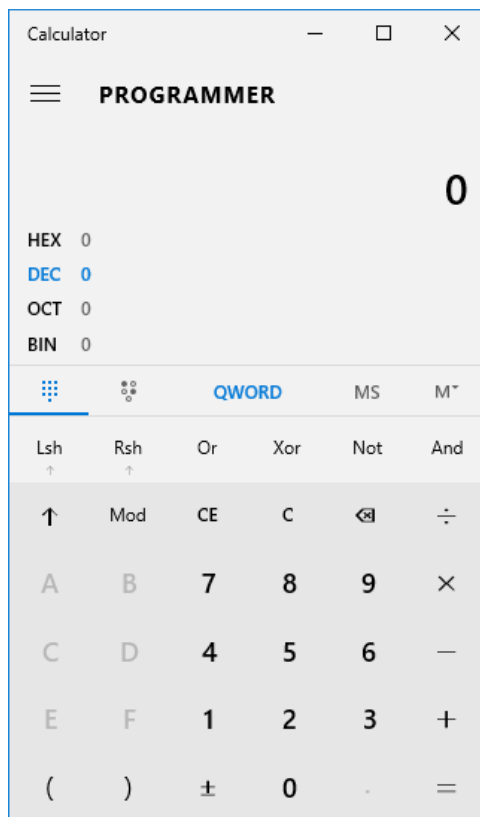 Calculator
PROGRAMMER
0
HEX 0
DEC 0
OCT 0
BIN 0
QWORD MS M
Lsh Rsh Or Xor Not And
↑ ↑
↑ Mod CE C ÷
A B 7 8 9 ×
C D 4 5 6 −
E F 1 2 3 +
( ) ± 0 . =